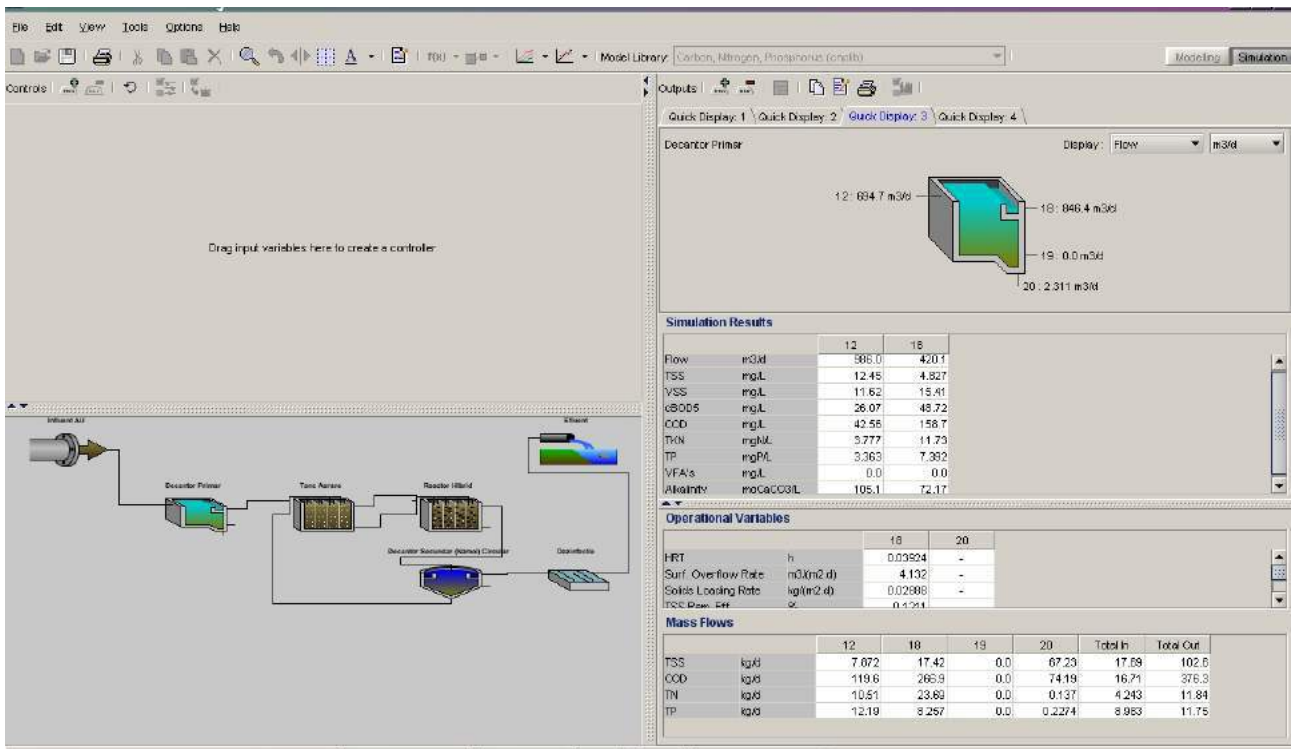 File Edit View Tools Options Help
Model Library: Carbon, Nitrogen, Phosphorus (cnplib) Modeling Simulation
Controls Outputs
Quick Display: 1 Quick Display: 2 Quick Display: 3 Quick Display: 4
Decantor Primar Display: Flow m3/d
12 : 694.7 m3/d
18 : 846.4 m3/d
19 : 0.0 m3/d
20 : 2.311 m3/d
Drag input variables here to create a controller
Simulation Results
12 18
Flow m3/d 986.0 420.1
TSS mg/L 12.45 4.827
VSS mg/L 11.62 15.41
cBOD5 mg/L 26.07 48.72
COD mg/L 42.56 158.7
TKN mgN/L 3.777 11.73
TP mgP/L 3.363 7.392
VFA's mg/L 0.0 0.0
Alkalinity mgCaCO3/L 105.1 72.17
Operational Variables
18 20
HRT h 0.03924 -
Surf. Overflow Rate m3/(m2.d) 4.132 -
Solids Loading Rate kg/(m2.d) 0.02888 -
TSS Rem. Eff. % 0.1211
Mass Flows
12 18 19 20 Total In Total Out
TSS kg/d 7.872 17.42 0.0 67.23 17.89 102.6
COD kg/d 119.6 266.9 0.0 74.19 16.71 376.3
TN kg/d 10.51 23.69 0.0 0.137 4.243 11.84
TP kg/d 12.19 8.257 0.0 0.2274 8.983 11.75
Influent AU
Efluent
Decantor Primar
Tanc Aerare
Reactor Hibrid
Decantor Secundar (Namol) Circular
Dezinfectie